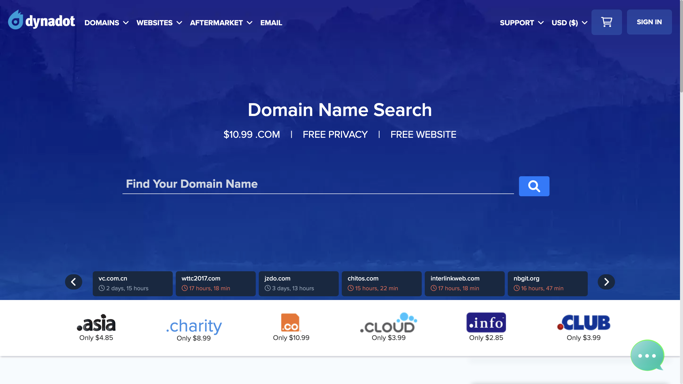 dynadot
DOMAINS
WEBSITES
AFTERMARKET
EMAIL
SUPPORT
USD ($)
SIGN IN
Domain Name Search
$10.99 .COM | FREE PRIVACY | FREE WEBSITE
Find Your Domain Name
vc.com.cn
2 days, 15 hours
wttc2017.com
17 hours, 18 min
jzdo.com
3 days, 13 hours
chitos.com
15 hours, 22 min
interlinkweb.com
17 hours, 18 min
nbgit.org
16 hours, 47 min
.asia
Only $4.85
.charity
Only $8.99
.co
Only $10.99
.CLOUD
Only $3.99
.info
Only $2.85
.CLUB
Only $3.99